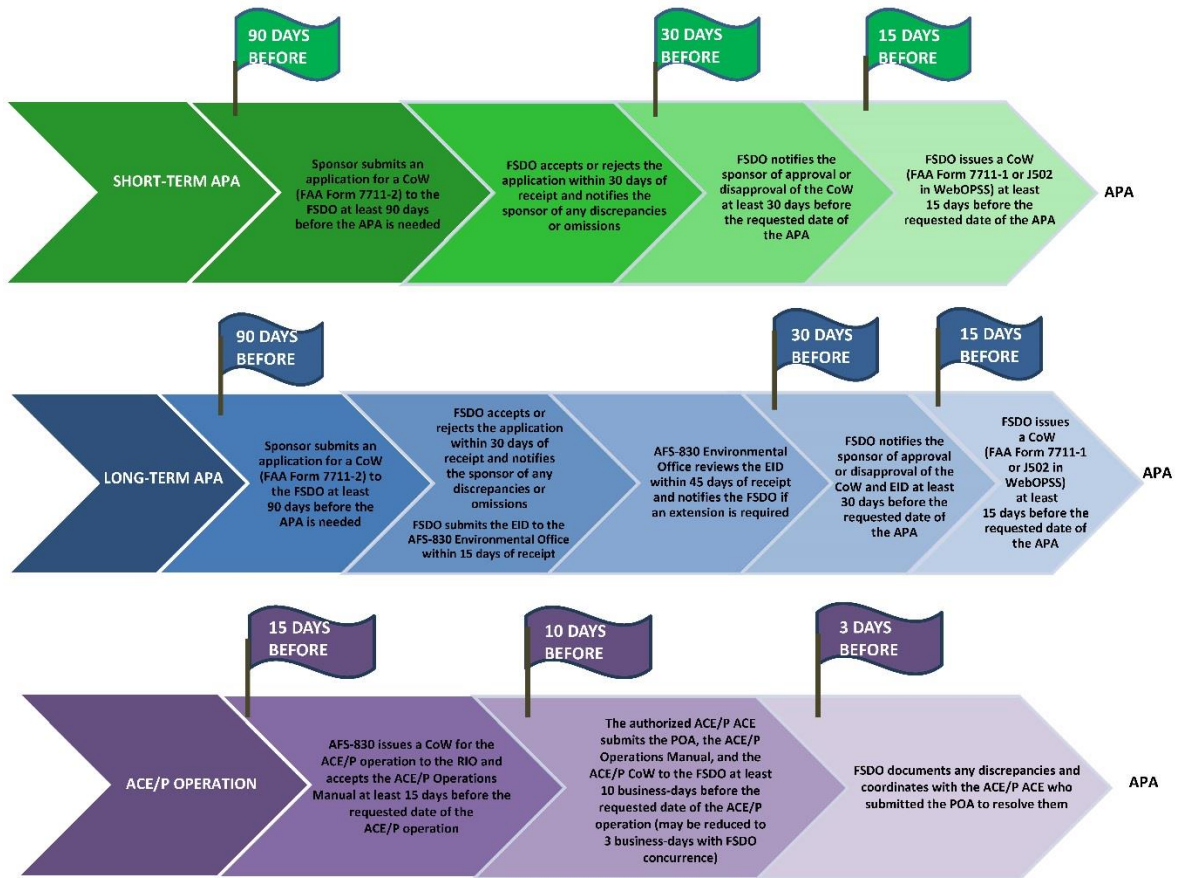 90 DAYS
BEFORE
30 DAYS
BEFORE
15 DAYS
BEFORE
SHORT-TERM APA
Sponsor submits an
application for a CoW
(FAA Form 7711-2) to the
FSDO at least 90 days
before the APA is needed
FSDO accepts or rejects the
application within 30 days of
receipt and notifies the
sponsor of any discrepancies
or omissions
FSDO notifies the
sponsor of approval or
disapproval of the CoW
at least 30 days before
the requested date of
the APA
FSDO issues a CoW
(FAA Form 7711-1 or J502
in WebOPSS) at least
15 days before the
requested date of the APA
APA
90 DAYS
BEFORE
30 DAYS
BEFORE
15 DAYS
BEFORE
LONG-TERM APA
Sponsor submits an
application for a CoW
(FAA Form 7711-2) to
the FSDO at least
90 days before the
APA is needed
FSDO accepts or
rejects the application
within 30 days of
receipt and notifies
the sponsor of any
discrepancies or
omissions
FSDO submits the EID to the
AFS-830 Environmental Office
within 15 days of receipt
AFS-830 Environmental
Office reviews the EID
within 45 days of receipt
and notifies the FSDO if
an extension is required
FSDO notifies the
sponsor of approval
or disapproval of the
CoW and EID at least
30 days before the
requested date of
the APA
FSDO issues
a CoW
(FAA Form 7711-1
or J502 in
WebOPSS)
at least
15 days before the
requested date of
the APA
APA
15 DAYS
BEFORE
10 DAYS
BEFORE
3 DAYS
BEFORE
ACE/P OPERATION
AFS-830 issues a CoW for the
ACE/P operation to the RIO and
accepts the ACE/P Operations
Manual at least 15 days before the
requested date of the
ACE/P operation
The authorized ACE/P ACE
submits the POA, the ACE/P
Operations Manual, and the
ACE/P CoW to the FSDO at least
10 business-days before the
requested date of the ACE/P
operation (may be reduced to
3 business-days with FSDO
concurrence)
FSDO documents any discrepancies and
coordinates with the ACE/P ACE who
submitted the POA to resolve them
APA